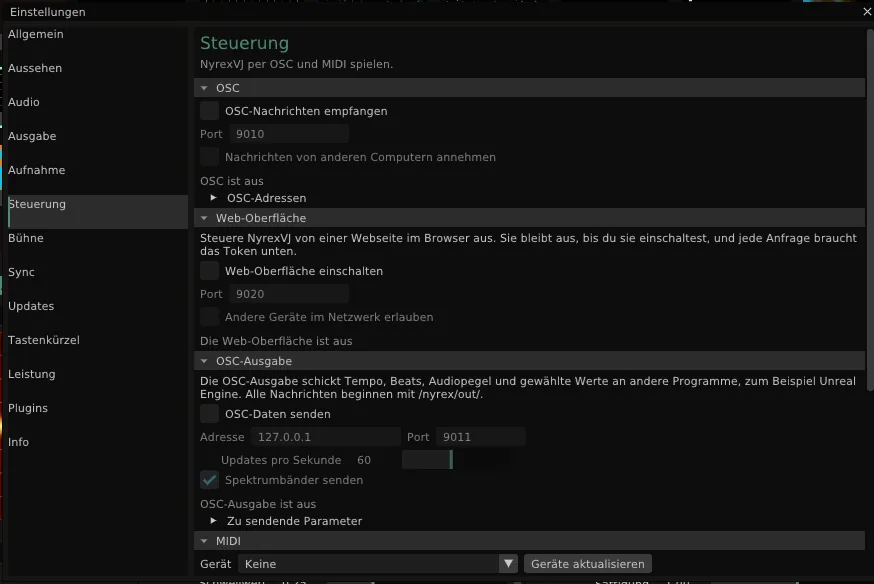 Einstellungen
Allgemein
Aussehen
Audio
Ausgabe
Aufnahme
Steuerung
Bühne
Sync
Updates
Tastenkürzel
Leistung
Plugins
Info
Steuerung
NyrexVJ per OSC und MIDI spielen.
OSC
OSC-Nachrichten empfangen
Port 9010
Nachrichten von anderen Computern annehmen
OSC ist aus
OSC-Adressen
Web-Oberfläche
Steuere NyrexVJ von einer Webseite im Browser aus. Sie bleibt aus, bis du sie einschaltest, und jede Anfrage braucht
das Token unten.
Web-Oberfläche einschalten
Port 9020
Andere Geräte im Netzwerk erlauben
Die Web-Oberfläche ist aus
OSC-Ausgabe
Die OSC-Ausgabe schickt Tempo, Beats, Audiopegel und gewählte Werte an andere Programme, zum Beispiel Unreal
Engine. Alle Nachrichten beginnen mit /nyrex/out/.
OSC-Daten senden
Adresse 127.0.0.1 Port 9011
Updates pro Sekunde 60
Spektrumbänder senden
OSC-Ausgabe ist aus
Zu sendende Parameter
MIDI
Gerät Keine Geräte aktualisieren